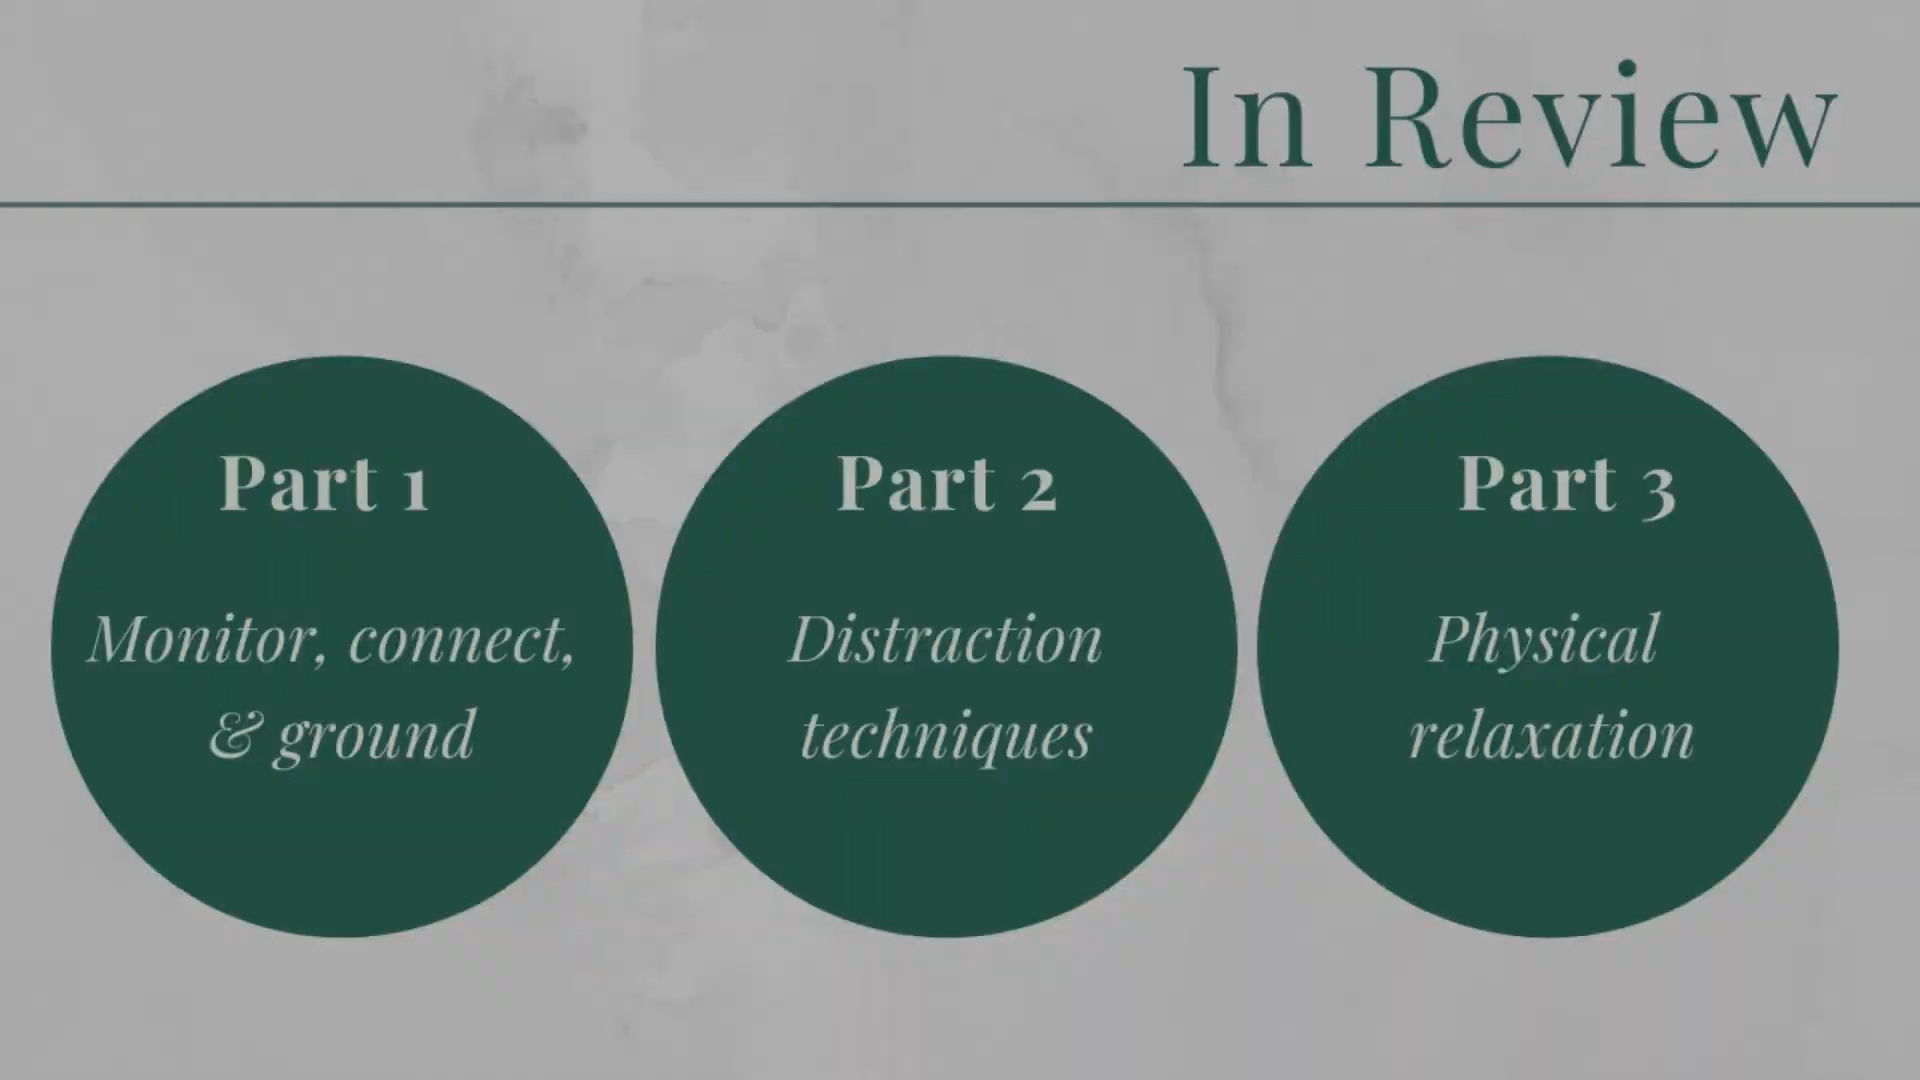 In Review
Part 1
Monitor, connect,
& ground
Part 2
Distraction
techniques
Part 3
Physical
relaxation